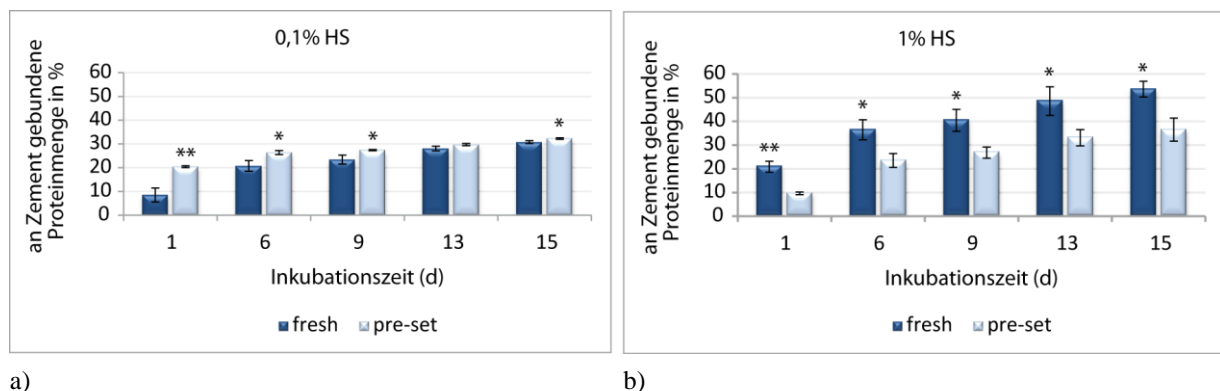 0,1% HS
an Zement gebundene
Proteinmenge in %
60
50
40
30
20
10
0
** * * *
1 6 9 13 15
Inkubationszeit (d)
fresh pre-set
a)
1% HS
an Zement gebundene
Proteinmenge in %
60
50
40
30
20
10
0
** * * * *
1 6 9 13 15
Inkubationszeit (d)
fresh pre-set
b)